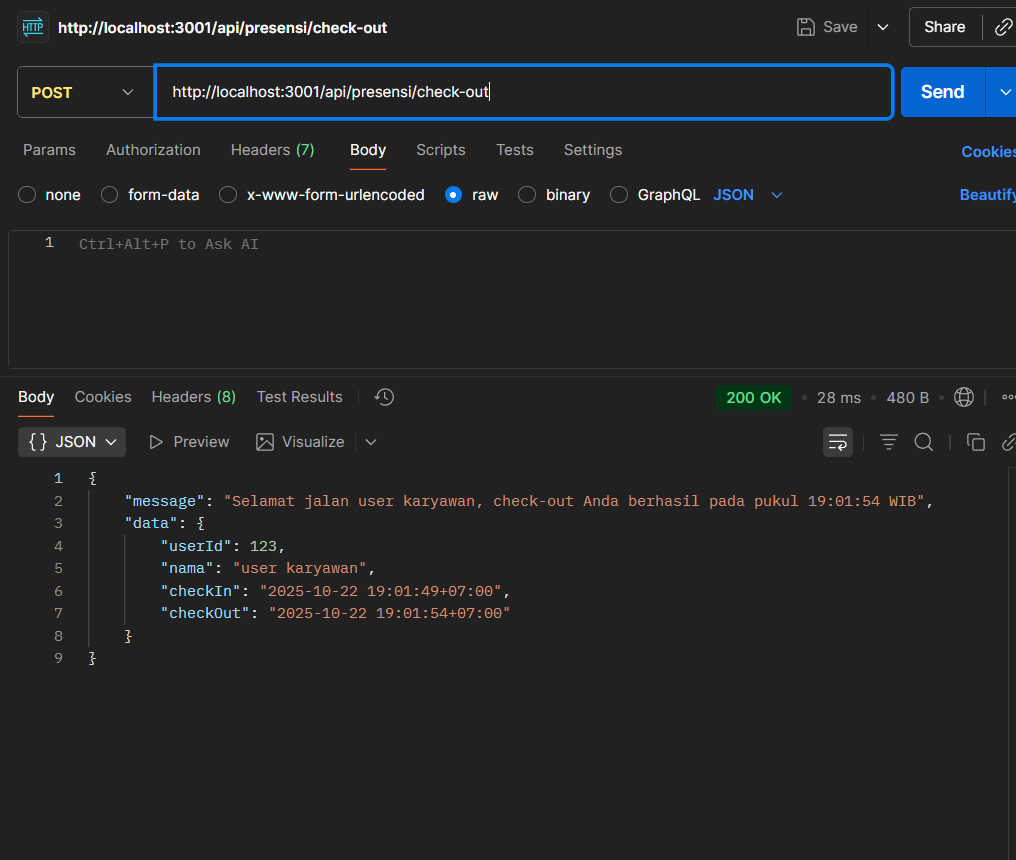 HTTP http://localhost:3001/api/presensi/check-out Save Share
POST http://localhost:3001/api/presensi/check-out Send
Params Authorization Headers (7) Body Scripts Tests Settings Cookies
none form-data x-www-form-urlencoded raw binary GraphQL JSON Beautify
1 Ctrl+Alt+P to Ask AI
Body Cookies Headers (8) Test Results 200 OK • 28 ms • 480 B •
{} JSON Preview Visualize
1 {
2 "message": "Selamat jalan user karyawan, check-out Anda berhasil pada pukul 19:01:54 WIB",
3 "data": {
4 "userId": 123,
5 "nama": "user karyawan",
6 "checkIn": "2025-10-22 19:01:49+07:00",
7 "checkOut": "2025-10-22 19:01:54+07:00"
8 }
9 }